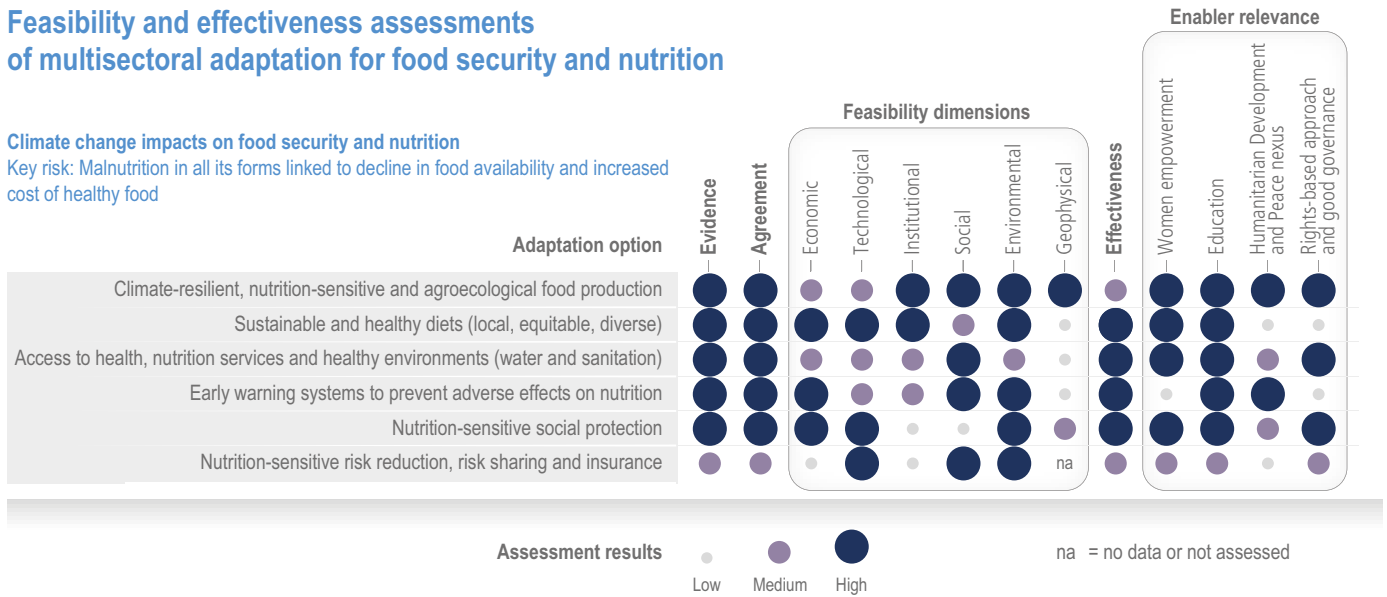 Feasibility and effectiveness assessments
of multisectoral adaptation for food security and nutrition
Enabler relevance
Feasibility dimensions
Climate change impacts on food security and nutrition
Key risk: Malnutrition in all its forms linked to decline in food availability and increased
cost of healthy food
Adaptation option
Evidence
Agreement
Economic
Technological
Institutional
Social
Environmental
Geophysical
Effectiveness
Women empowerment
Education
Humanitarian Development
and Peace nexus
Rights-based approach
and good governance
Climate-resilient, nutrition-sensitive and agroecological food production
Sustainable and healthy diets (local, equitable, diverse)
Access to health, nutrition services and healthy environments (water and sanitation)
Early warning systems to prevent adverse effects on nutrition
Nutrition-sensitive social protection
Nutrition-sensitive risk reduction, risk sharing and insurance
na
Assessment results
Low
Medium
High
na = no data or not assessed